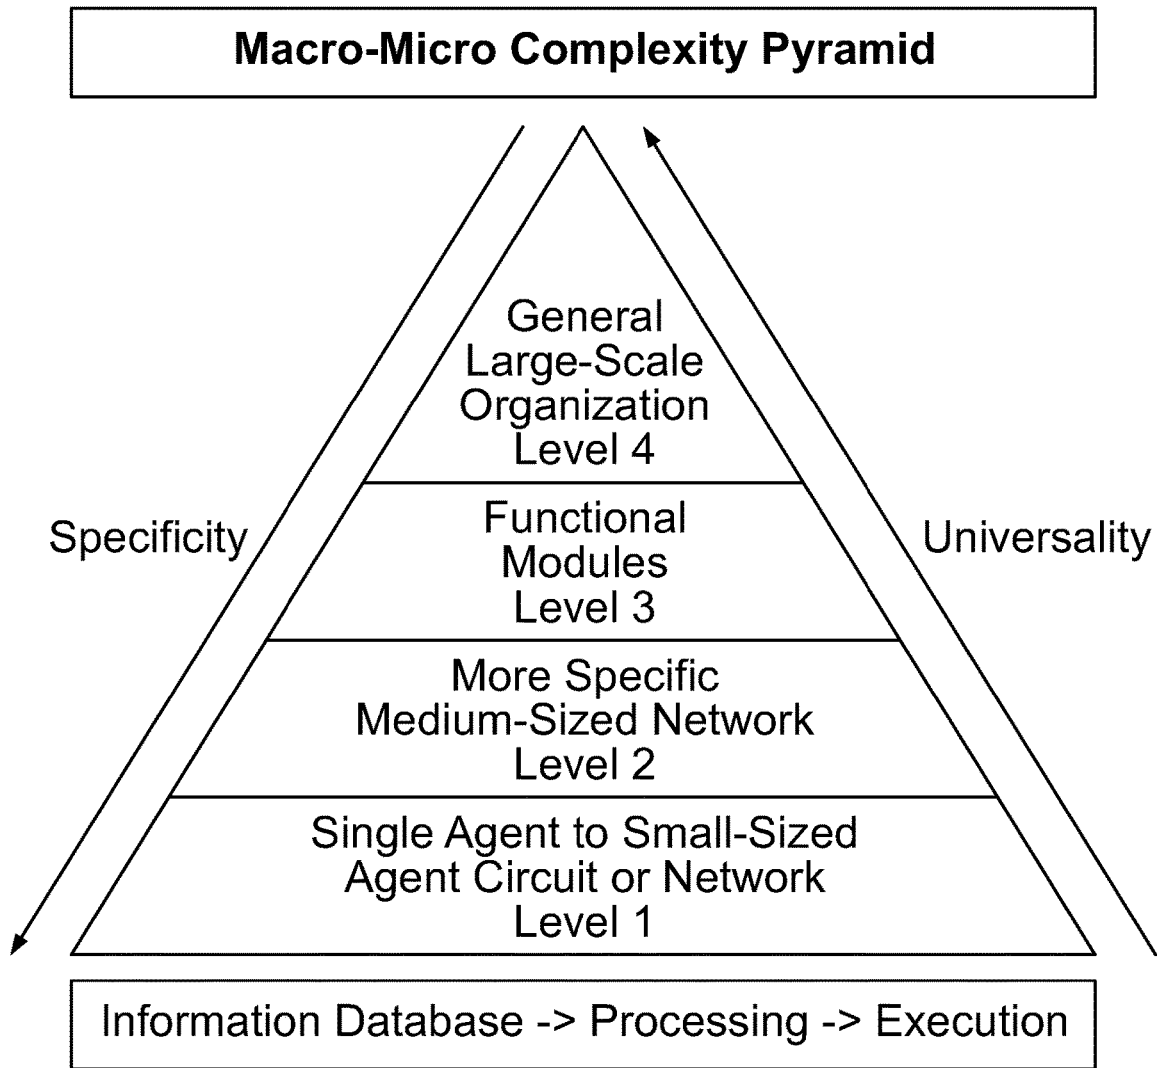 Macro-Micro Complexity Pyramid
General
Large-Scale
Organization
Level 4
Specificity
Functional
Modules
Level 3
Universality
More Specific
Medium-Sized Network
Level 2
Single Agent to Small-Sized
Agent Circuit or Network
Level 1
Information Database -> Processing -> Execution